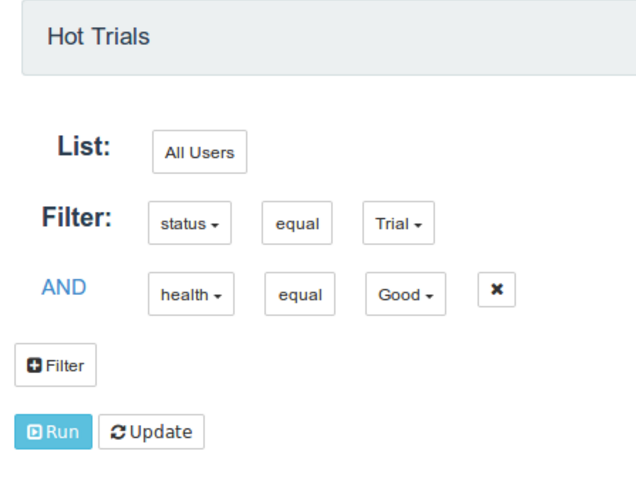 Hot Trials
List: All Users
Filter: status equal Trial
AND health equal Good
Filter
Run Update